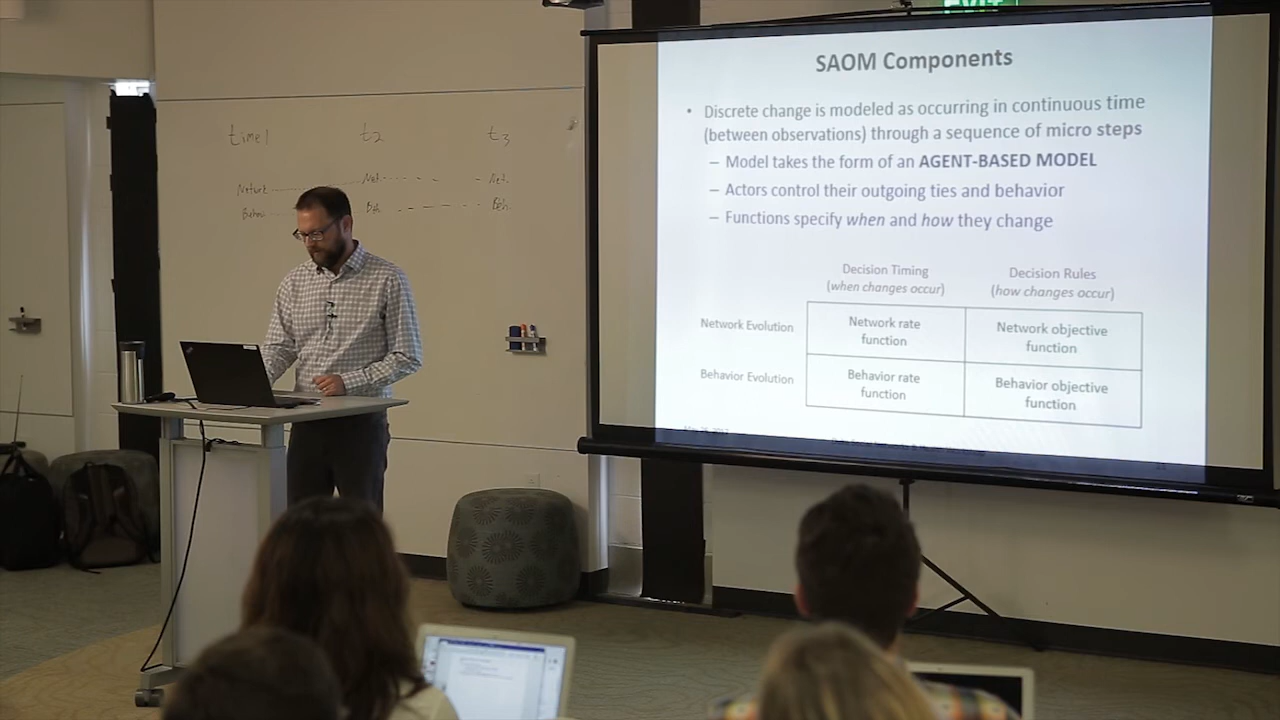 EXIT
SAOM Components
• Discrete change is modeled as occurring in continuous time
(between observations) through a sequence of micro steps
– Model takes the form of an AGENT-BASED MODEL
– Actors control their outgoing ties and behavior
– Functions specify when and how they change
Decision Timing
(when changes occur)
Decision Rules
(how changes occur)
Network Evolution
Network rate
function
Network objective
function
Behavior Evolution
Behavior rate
function
Behavior objective
function
time1 t2 t3
Network Net. Net.
Behav Beh. Beh.